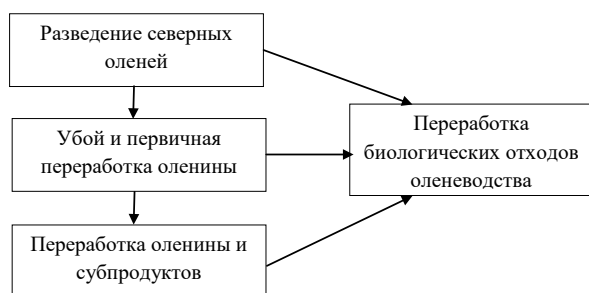 Разведение северных
оленей
Убой и первичная
переработка оленины
Переработка оленины и
субпродуктов
Переработка
биологических отходов
оленеводства